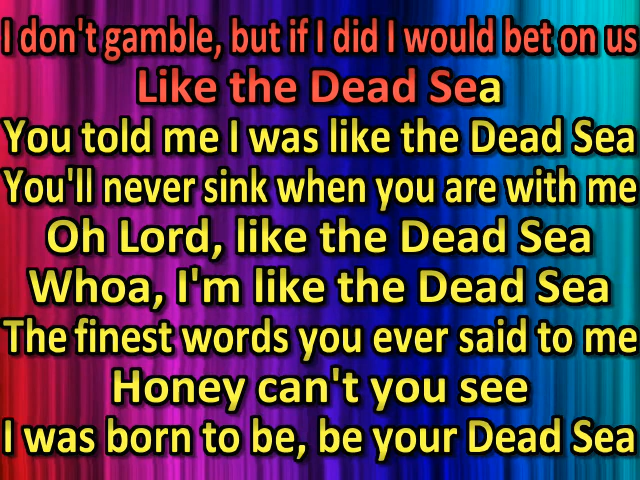 I don't gamble, but if I did I would bet on us
Like the Dead Sea
You told me I was like the Dead Sea
You'll never sink when you are with me
Oh Lord, like the Dead Sea
Whoa, I'm like the Dead Sea
The finest words you ever said to me
Honey can't you see
I was born to be, be your Dead Sea